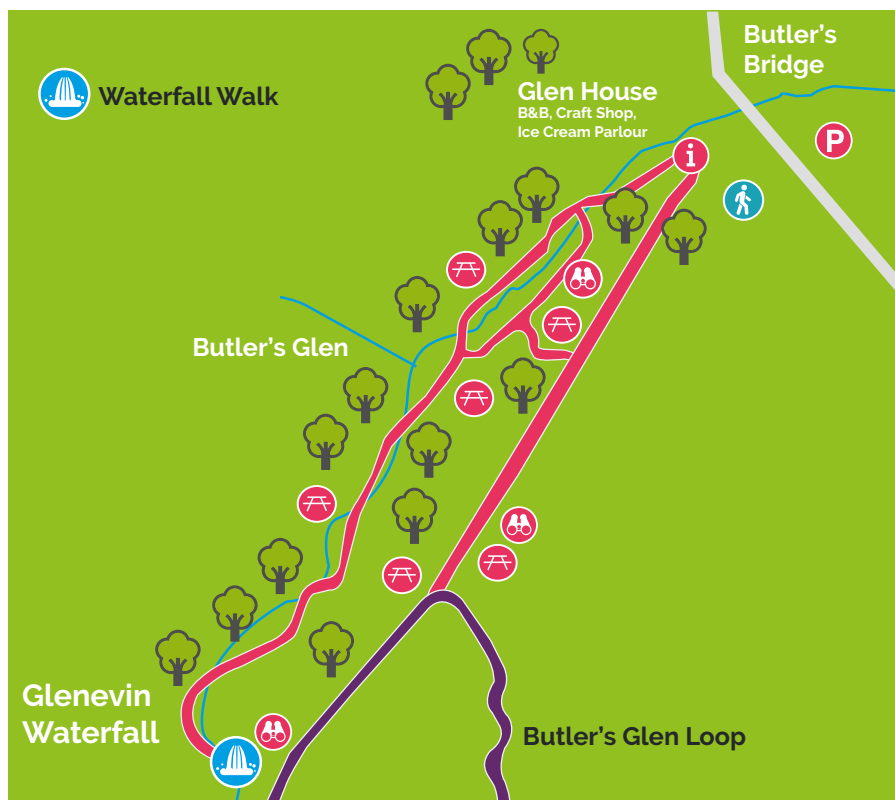 Waterfall Walk
Butler's
Bridge
Glen House
B&B, Craft Shop,
Ice Cream Parlour
P
i
Butler's Glen
Glenevin
Waterfall
Butler's Glen Loop